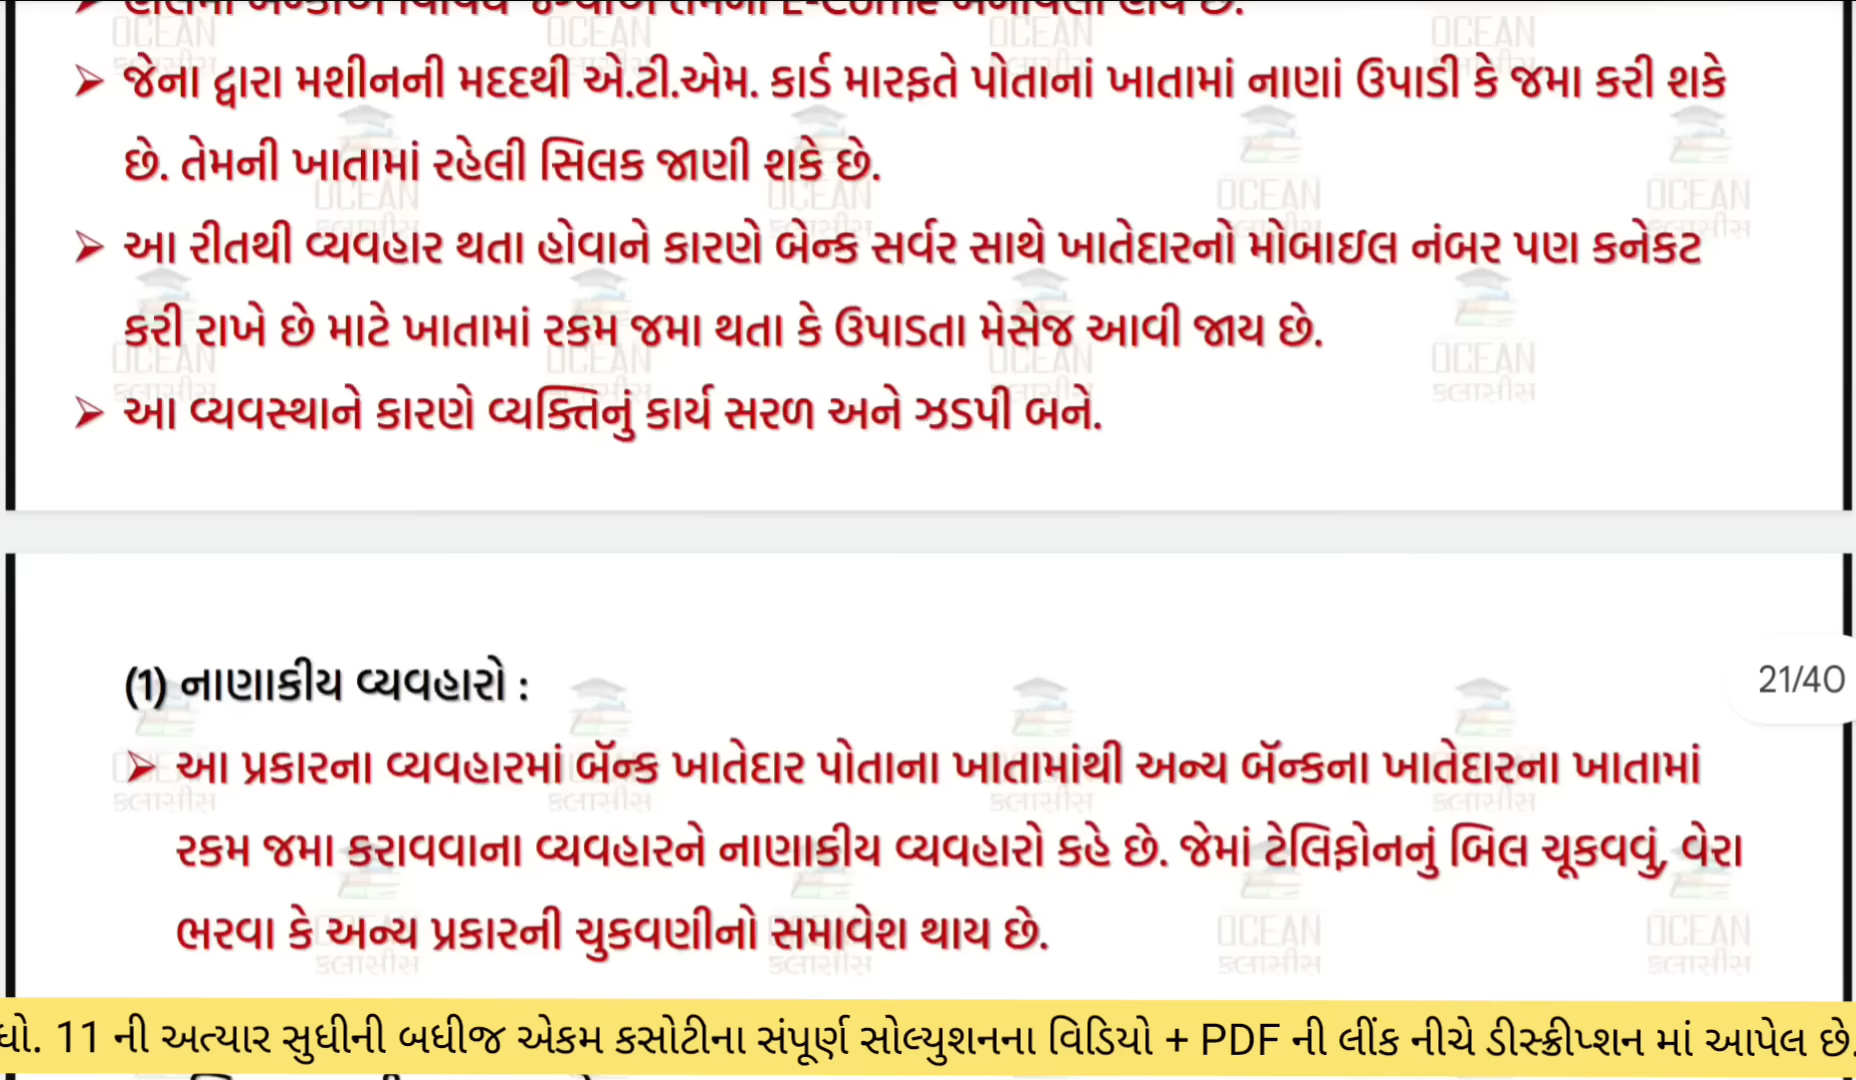 ➤ જેના દ્વારા મશીનની મદદથી એ.ટી.એમ. કાર્ડ મારફતે પોતાનાં ખાતામાં નાણાં ઉપાડી કે જમા કરી શકે
છે. તેમની ખાતામાં રહેલી સિલક જાણી શકે છે.
➤ આ રીતથી વ્યવહાર થતા હોવાને કારણે બેન્ક સર્વર સાથે ખાતેદારનો મોબાઈલ નંબર પણ કનેકટ
કરી રાખે છે માટે ખાતામાં રકમ જમા થતા કે ઉપાડતા મેસેજ આવી જાય છે.
➤ આ વ્યવસ્થાને કારણે વ્યક્તિનું કાર્ય સરળ અને ઝડપી બને.
(1) નાણાકીય વ્યવહારો :
21/40
➤ આ પ્રકારના વ્યવહારમાં બૅન્ક ખાતેદાર પોતાના ખાતામાંથી અન્ય બૅન્કના ખાતેદારના ખાતામાં
રકમ જમા કરાવવાના વ્યવહારને નાણાકીય વ્યવહારો કહે છે. જેમાં ટેલિફોનનું બિલ ચૂકવવું, વેરા
ભરવા કે અન્ય પ્રકારની ચુકવણીનો સમાવેશ થાય છે.
ધો. 11 ની અત્યાર સુધીની બધીજ એકમ કસોટીના સંપૂર્ણ સોલ્યુશનના વિડિયો + PDF ની લીંક નીચે ડીસ્ક્રીપ્શન માં આપેલ છે.